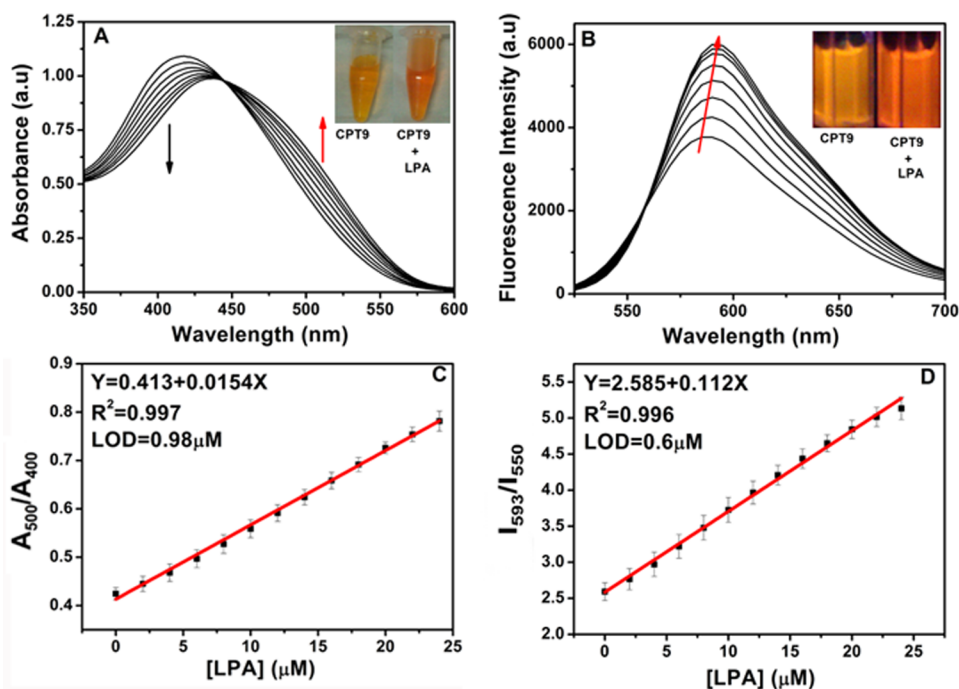 A
Absorbance (a.u)
1.25
1.00
0.75
0.50
0.25
0.00
350 400 450 500 550 600
Wavelength (nm)
CPT9
CPT9
+
LPA
B
Fluorescence Intensity (a.u)
6000
4000
2000
0
550 600 650 700
Wavelength (nm)
CPT9
CPT9
+
LPA
C
Y=0.413+0.0154X
R²=0.997
LOD=0.98μM
A₅₀₀/A₄₀₀
0.9
0.8
0.7
0.6
0.5
0.4
0 5 10 15 20 25
[LPA] (μM)
D
Y=2.585+0.112X
R²=0.996
LOD=0.6μM
I₅₉₃/I₅₅₀
5.5
5.0
4.5
4.0
3.5
3.0
2.5
2.0
0 5 10 15 20 25
[LPA] (μM)